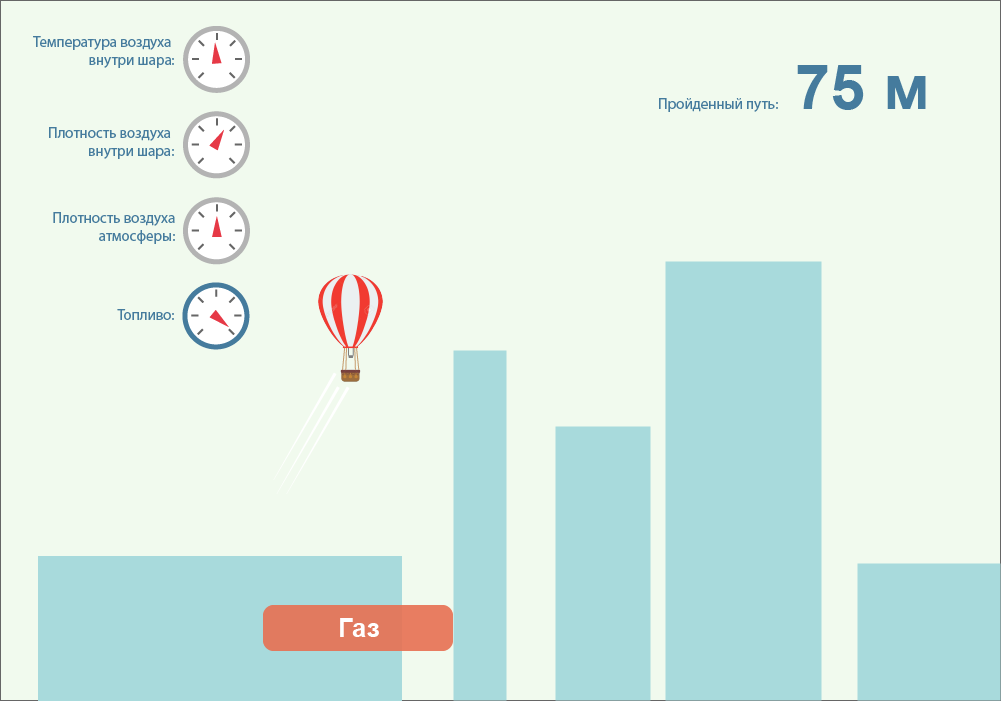 Температура воздуха
внутри шара:
Пройденный путь: 75 м
Плотность воздуха
внутри шара:
Плотность воздуха
атмосферы:
Топливо:
Газ